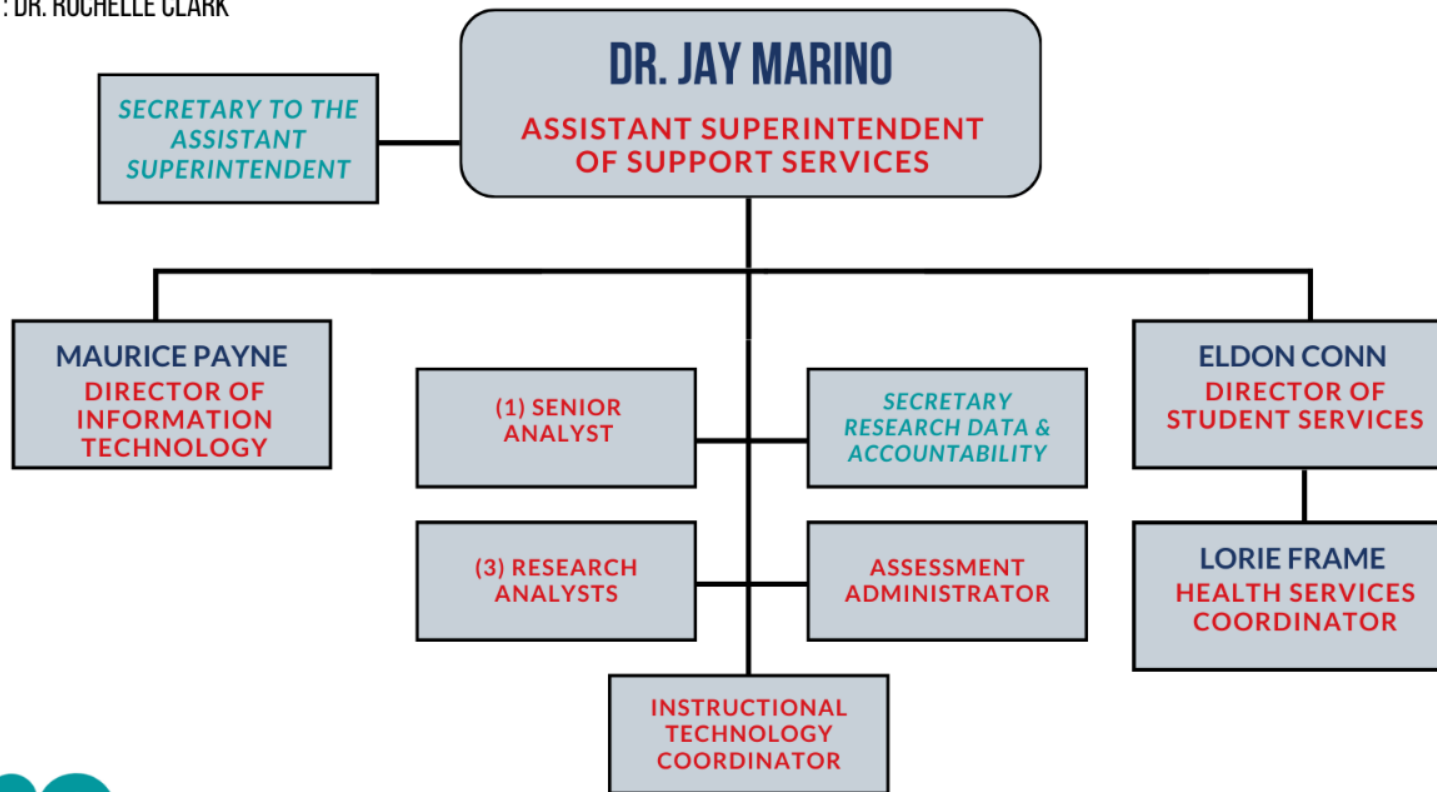 : DR. ROCHELLE CLARK
DR. JAY MARINO
ASSISTANT SUPERINTENDENT
OF SUPPORT SERVICES
SECRETARY TO THE
ASSISTANT
SUPERINTENDENT
MAURICE PAYNE
DIRECTOR OF
INFORMATION
TECHNOLOGY
(1) SENIOR
ANALYST
SECRETARY
RESEARCH DATA &
ACCOUNTABILITY
ELDON CONN
DIRECTOR OF
STUDENT SERVICES
(3) RESEARCH
ANALYSTS
ASSESSMENT
ADMINISTRATOR
LORIE FRAME
HEALTH SERVICES
COORDINATOR
INSTRUCTIONAL
TECHNOLOGY
COORDINATOR